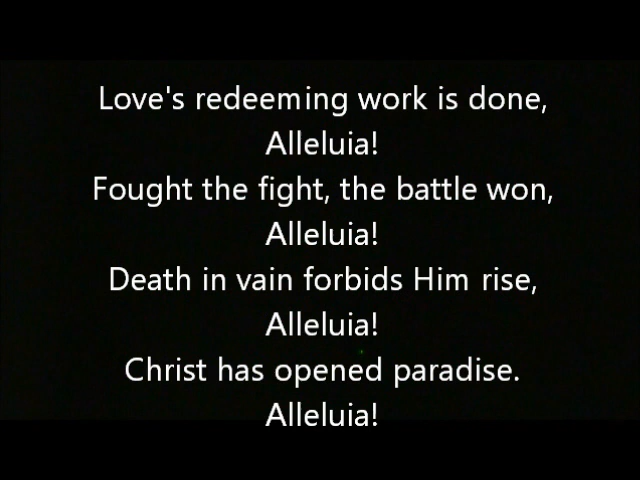 Love's redeeming work is done,
Alleluia!
Fought the fight, the battle won,
Alleluia!
Death in vain forbids Him rise,
Alleluia!
Christ has opened paradise.
Alleluia!